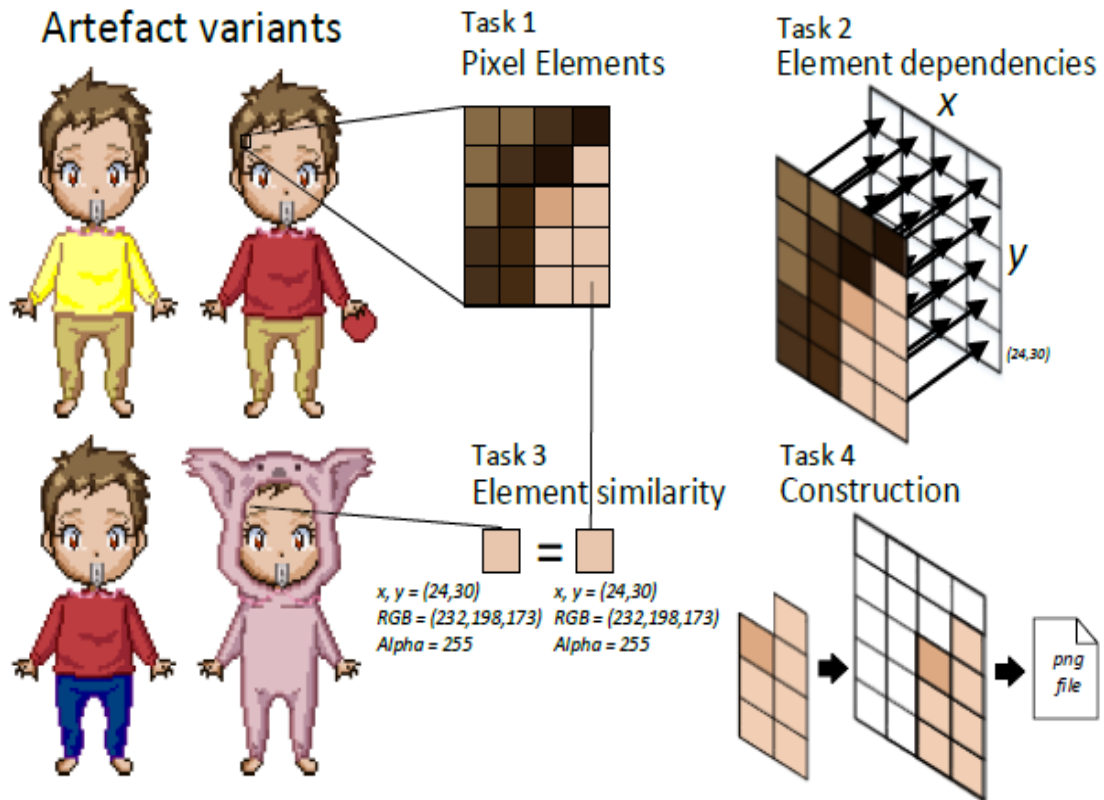 Artefact variants
Task 1
Pixel Elements
Task 2
Element dependencies
x
y
(24,30)
Task 3
Element similarity
=
x, y = (24,30)
RGB = (232,198,173)
Alpha = 255
x, y = (24,30)
RGB = (232,198,173)
Alpha = 255
Task 4
Construction
png
file